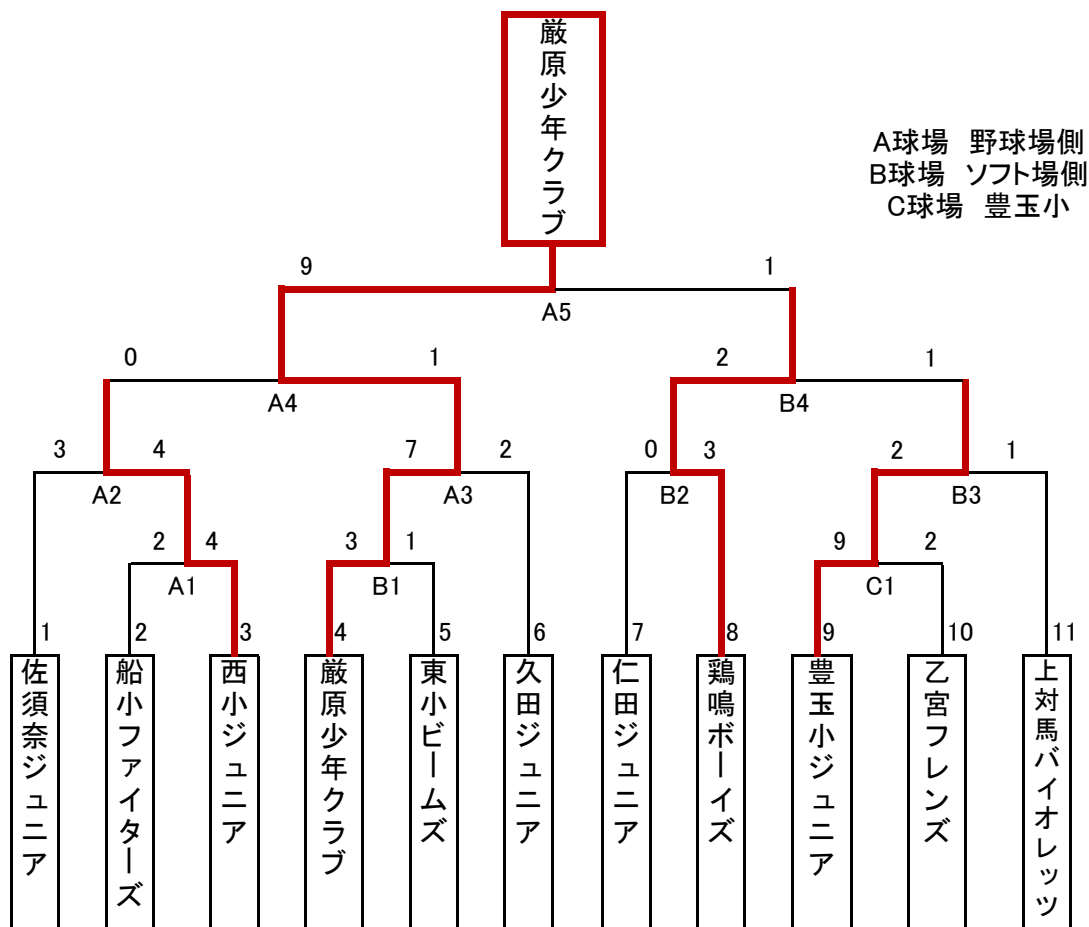 厳原少年クラブ
A球場 野球場側
B球場 ソフト場側
C球場 豊玉小
9 1
A5
0 1 2 1
A4 B4
3 4 7 2 0 3 2 1
A2 A3 B2 B3
2 4 3 1 9 2
A1 B1 C1
1 2 3 4 5 6 7 8 9 10 11
佐須奈ジュニア
船小ファイターズ
西小ジュニア
厳原少年クラブ
東小ビームズ
久田ジュニア
仁田ジュニア
鶏鳴ボーイズ
豊玉小ジュニア
乙宮フレンズ
上対馬バイオレッツ